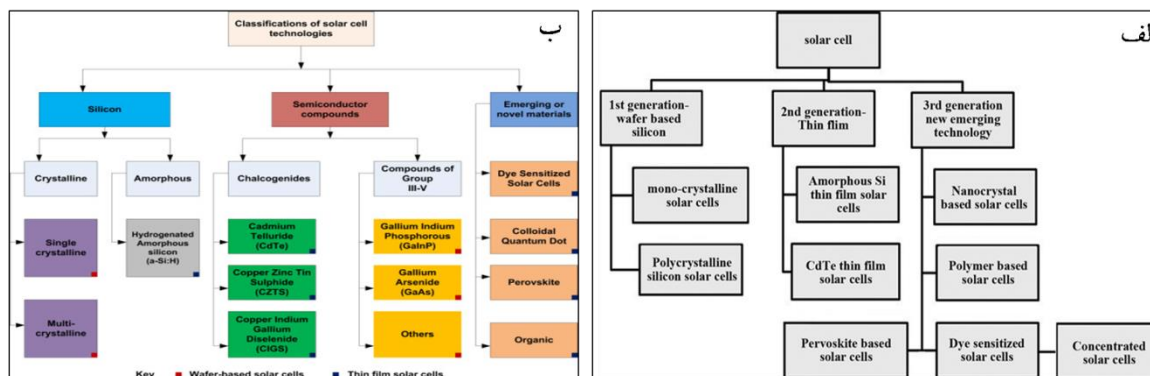 ب
Classifications of solar cell
technologies
Silicon
Semiconductor
compounds
Emerging or
novel materials
Crystalline
Amorphous
Chalcogenides
Compounds of
Group
III-V
Dye Sensitized
Solar Cells
Single
crystalline
Hydrogenated
Amorphous
silicon
(a-Si:H)
Cadmium
Telluride
(CdTe)
Gallium Indium
Phosphorous
(GaInP)
Colloidal
Quantum Dot
Copper Zinc Tin
Sulphide
(CZTS)
Gallium
Arsenide
(GaAs)
Perovskite
Multi-
crystalline
Copper Indium
Gallium
Diselenide
(CIGS)
Others
Organic
Key
Wafer-based solar cells
Thin film solar cells
لف
solar cell
1st generation-
wafer based
silicon
2nd generation-
Thin flim
3rd generation
new emerging
technology
mono-crystalline
solar cells
Amorphous Si
thin film solar
cells
Nanocrystal
based solar cells
Polycrystalline
silicon solar cells
CdTe thin film
solar cells
Polymer based
solar cells
Pervoskite based
solar cells
Dye sensitized
solar cells
Concentrated
solar cells